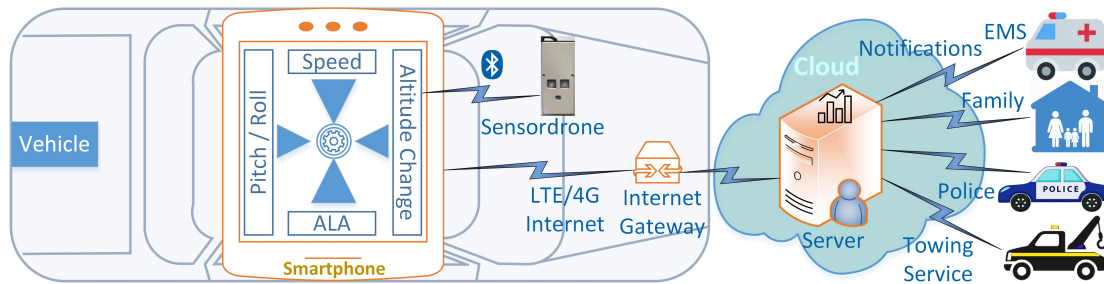 Vehicle
Speed
Pitch / Roll
Altitude Change
ALA
Smartphone
Sensordrone
LTE/4G
Internet
Internet
Gateway
Cloud
Server
Notifications
EMS
Family
Police
POLICE
Towing
Service